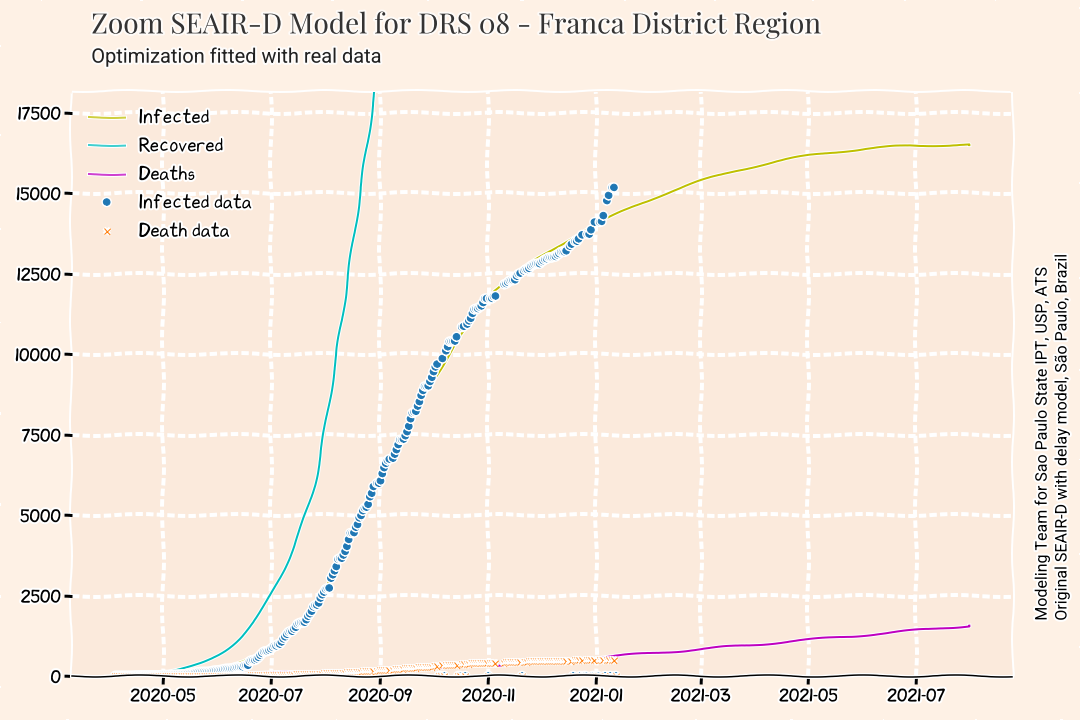 Zoom SEAIR-D Model for DRS 08 - Franca District Region
Optimization fitted with real data
17500
15000
12500
10000
7500
5000
2500
0
Infected
Recovered
Deaths
Infected data
Death data
2020-05
2020-07
2020-09
2020-11
2021-01
2021-03
2021-05
2021-07
Modeling Team for Sao Paulo State IPT, USP, ATS
Original SEAIR-D with delay model, São Paulo, Brazil